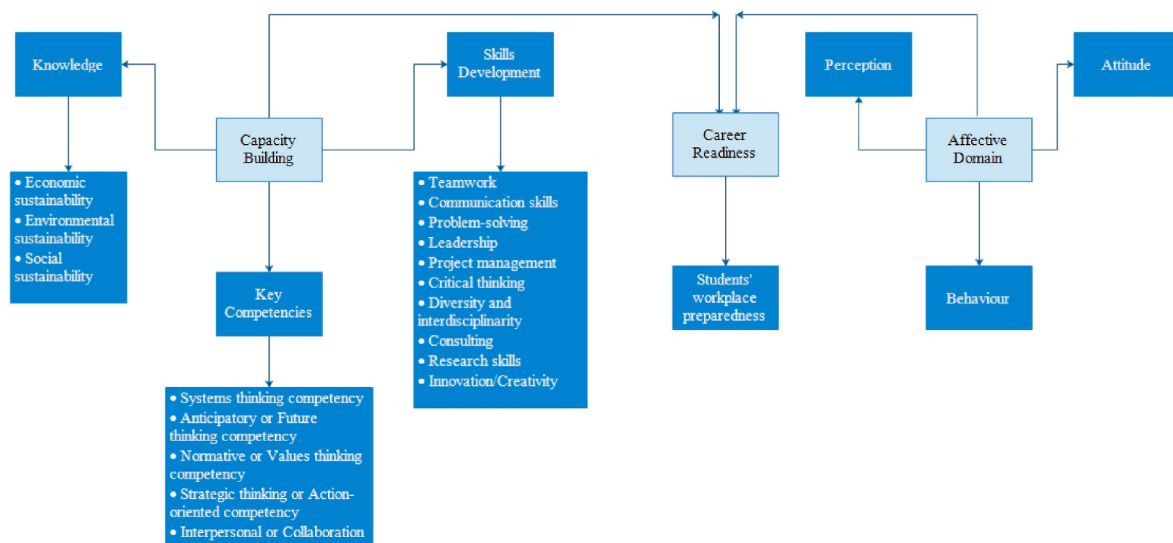 Knowledge
Skills
Development
Perception
Attitude
Capacity
Building
Career
Readiness
Affective
Domain
• Economic
sustainability
• Environmental
sustainability
• Social
sustainability
• Teamwork
• Communication skills
• Problem-solving
• Leadership
• Project management
• Critical thinking
• Diversity and
interdisciplinarity
• Consulting
• Research skills
• Innovation/Creativity
Key
Competencies
Students'
workplace
preparedness
Behaviour
• Systems thinking competency
• Anticipatory or Future
thinking competency
• Normative or Values thinking
competency
• Strategic thinking or Action-
oriented competency
• Interpersonal or Collaboration